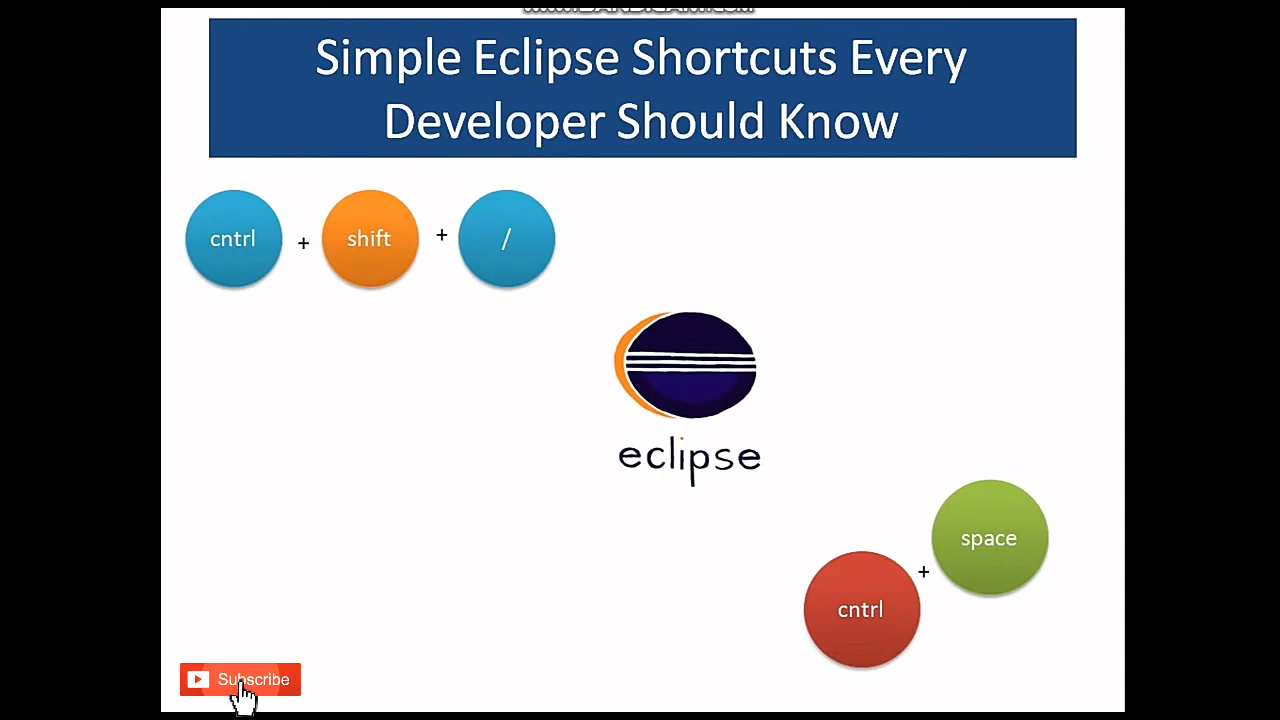 Simple Eclipse Shortcuts Every
Developer Should Know
cntrl + shift + /
eclipse
space
+
cntrl
Subscribe